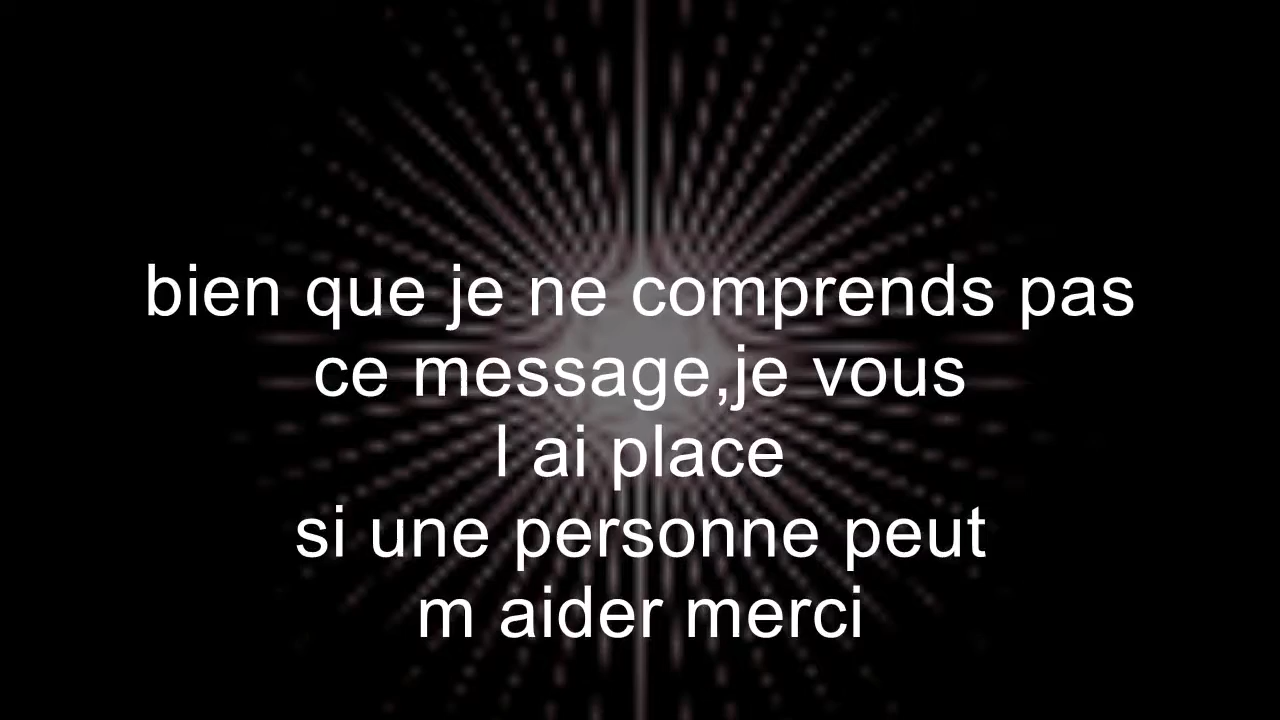 bien que je ne comprends pas
ce message,je vous
l ai place
si une personne peut
m aider merci